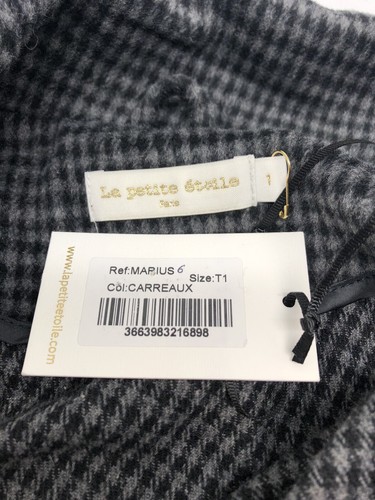 La petite étoile
Paris
1
www.lapetiteetoile.com
Ref:MARIUS 6
Size:T1
Col:CARREAUX
3663983216898